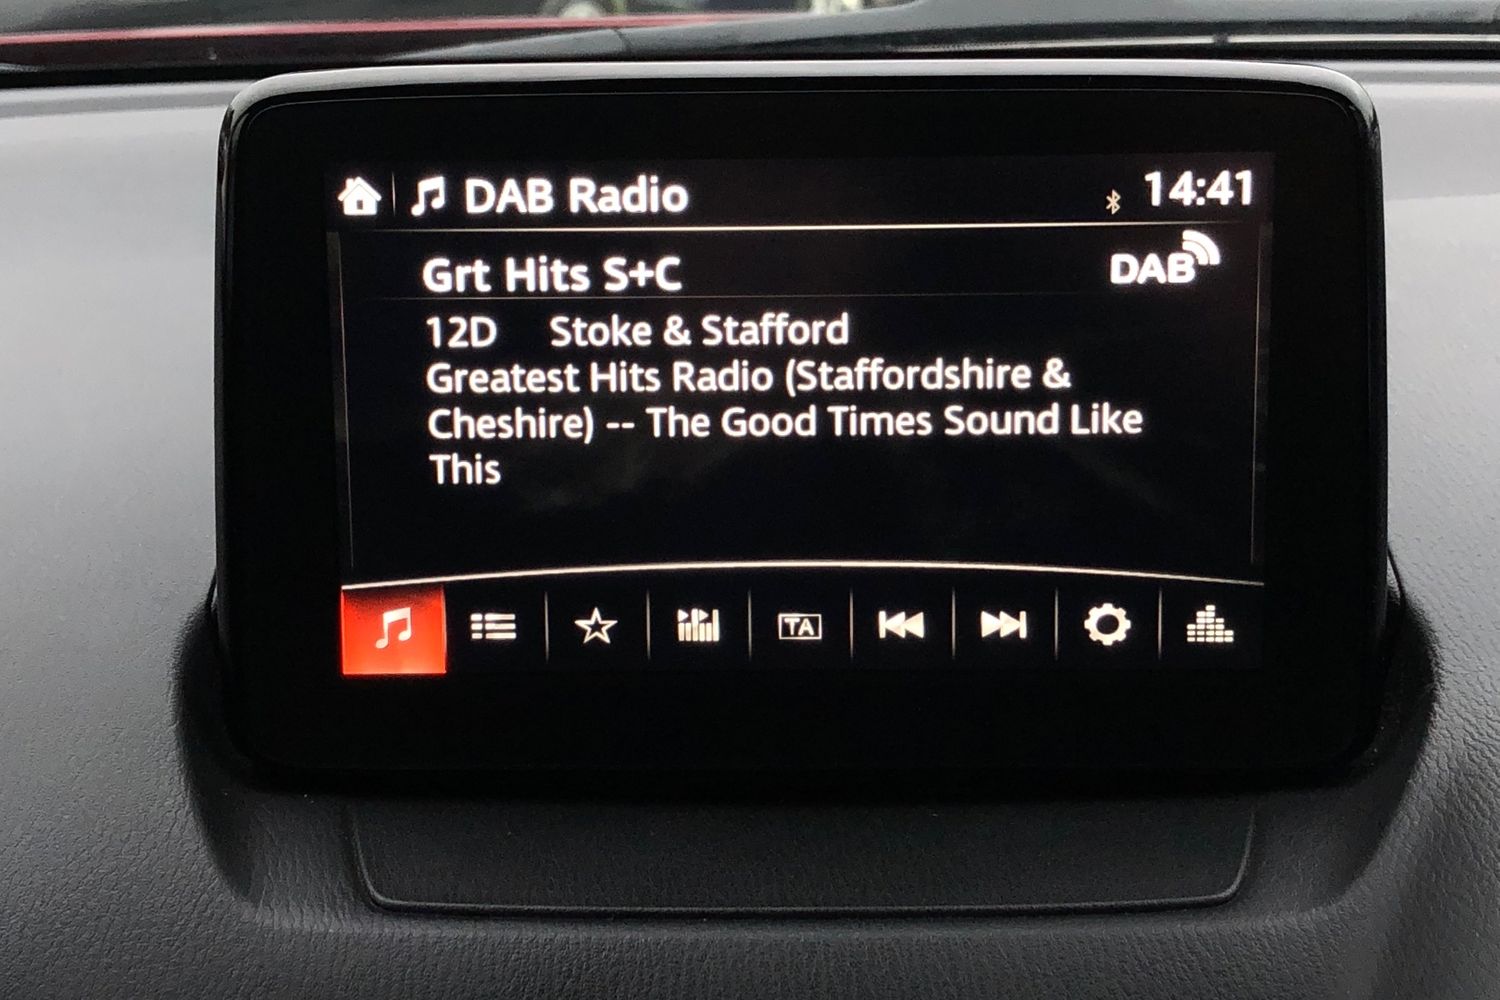 DAB Radio 14:41
Grt Hits S+C DAB
12D Stoke & Stafford
Greatest Hits Radio (Staffordshire &
Cheshire) -- The Good Times Sound Like
This
TA